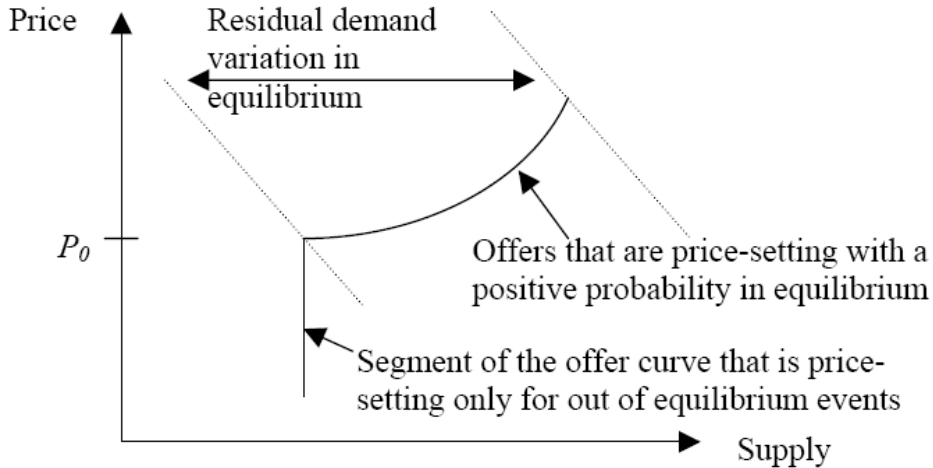 Price
Residual demand
variation in
equilibrium
P0
Offers that are price-setting with a
positive probability in equilibrium
Segment of the offer curve that is price-
setting only for out of equilibrium events
Supply